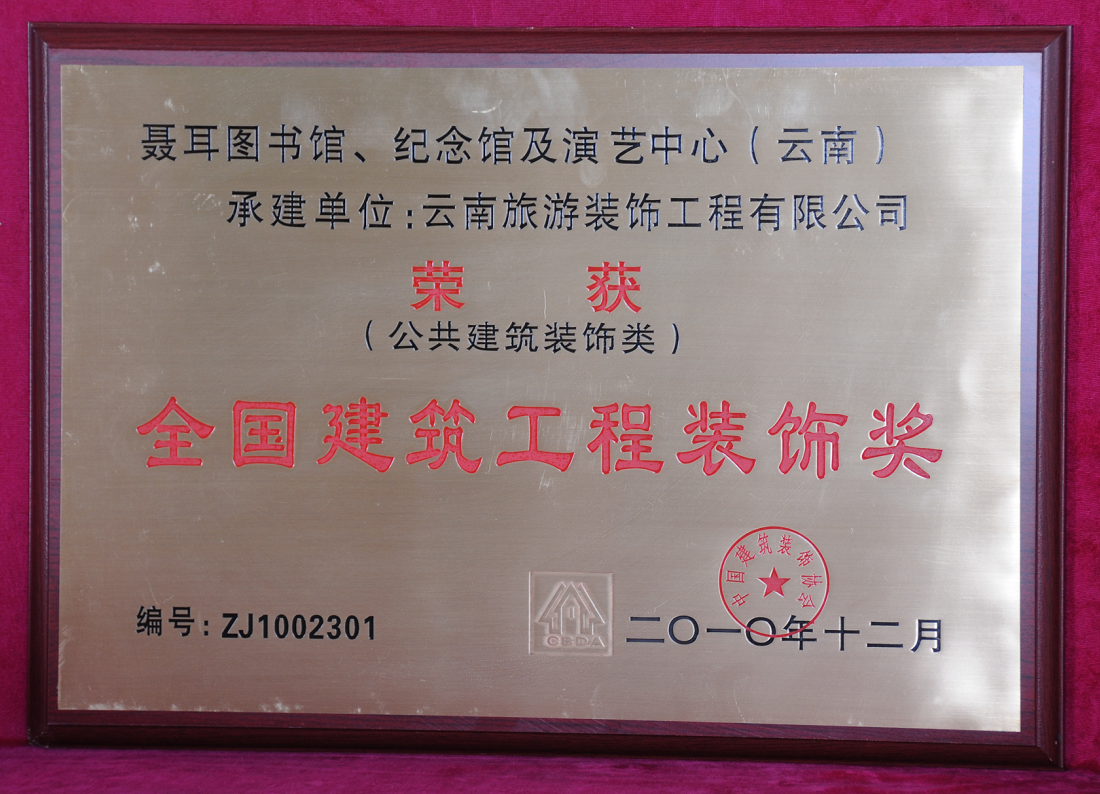 聂耳图书馆、纪念馆及演艺中心（云南）
承建单位:云南旅游装饰工程有限公司
荣 获
（公共建筑装饰类）
全国建筑工程装饰奖
中国建筑装饰协会
编号: ZJ1002301
CBDA
二〇一〇年十二月